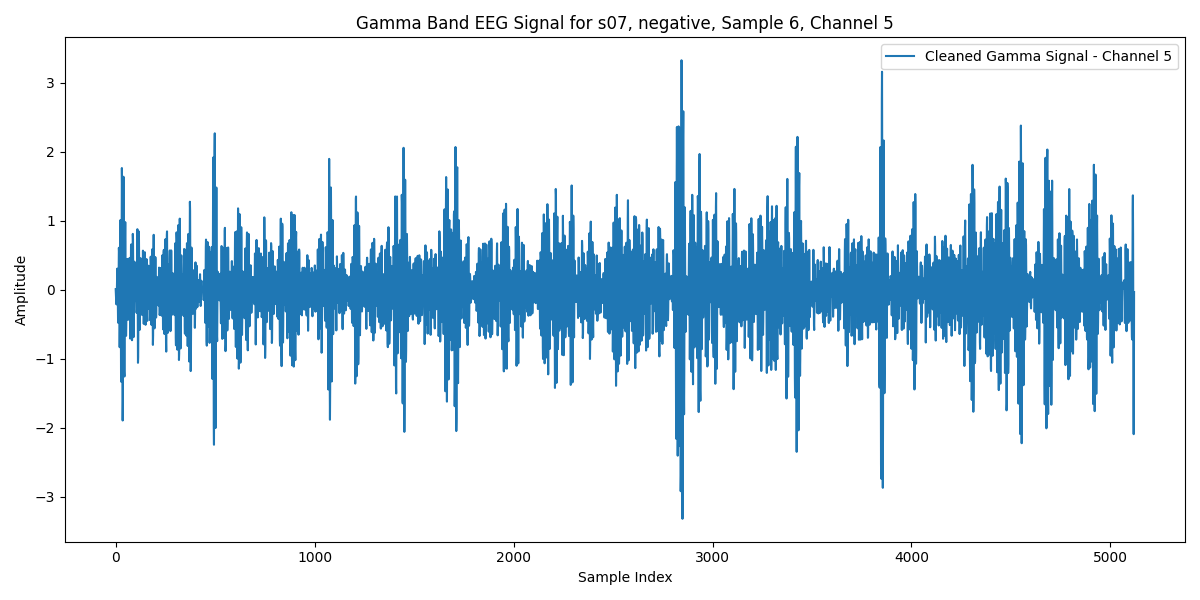 Gamma Band EEG Signal for s07, negative, Sample 6, Channel 5
Cleaned Gamma Signal - Channel 5
Amplitude
3
2
1
0
−1
−2
−3
0 1000 2000 3000 4000 5000
Sample Index